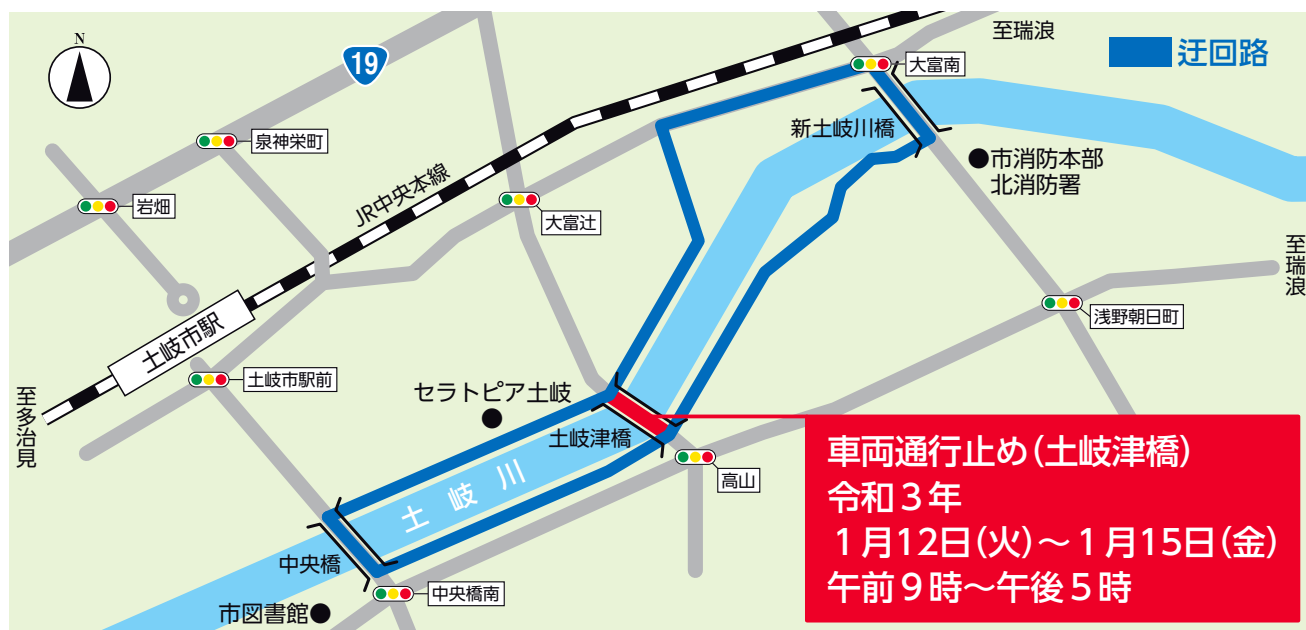 N
19
至瑞浪
迂回路
大富南
新土岐川橋
泉神栄町
市消防本部
北消防署
JR中央本線
岩畑
大富辻
至瑞浪
浅野朝日町
土岐市駅
土岐市駅前
至多治見
セラトピア土岐
土岐津橋
高山
土岐川
中央橋
中央橋南
市図書館
車両通行止め(土岐津橋)
令和3年
1月12日(火)~1月15日(金)
午前9時~午後5時